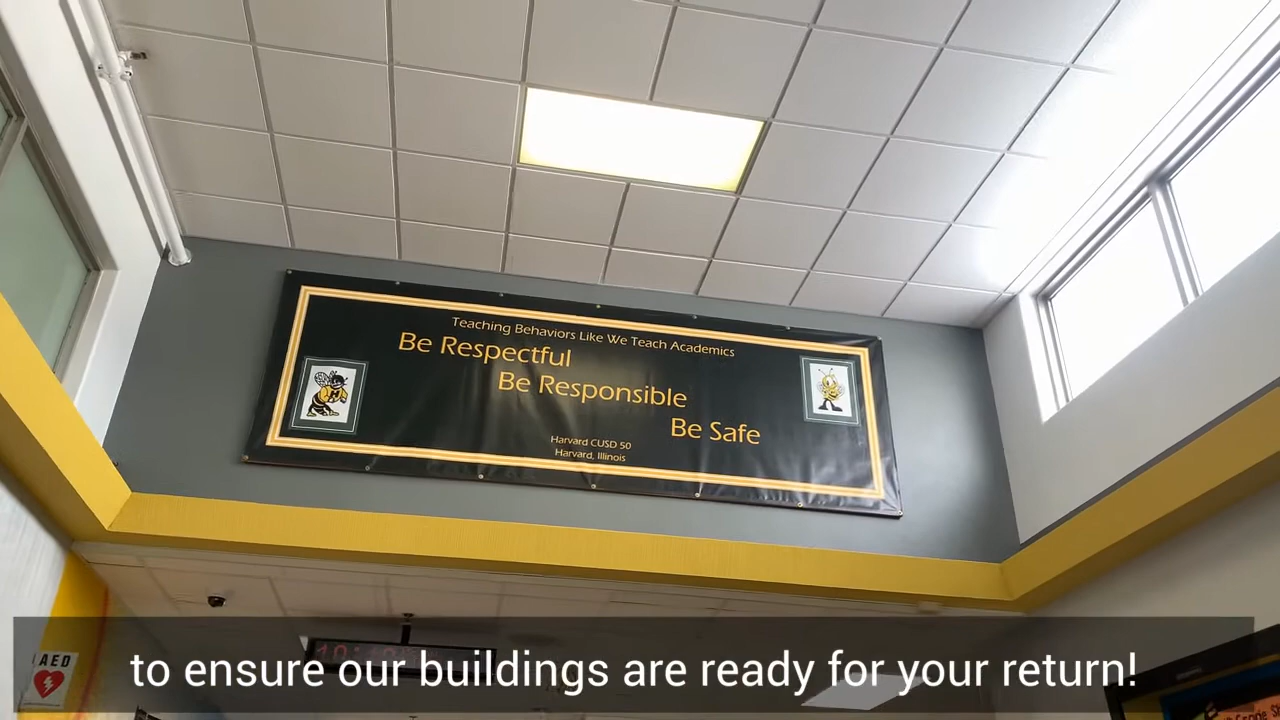 Teaching Behaviors Like We Teach Academics
Be Respectful
Be Responsible
Be Safe
Harvard CUSD 50
Harvard, Illinois
AED
to ensure our buildings are ready for your return!